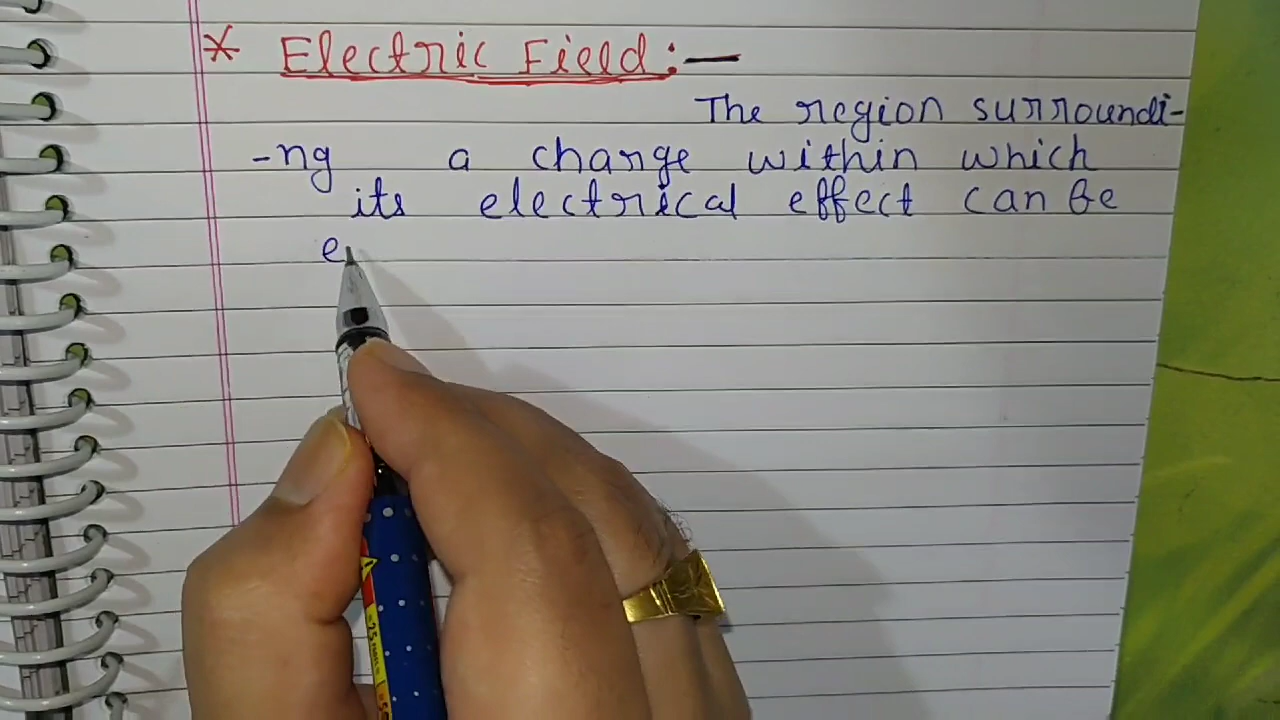 * Electric Field:—
The region surroundi-
-ng a charge within which
its electrical effect can be
e